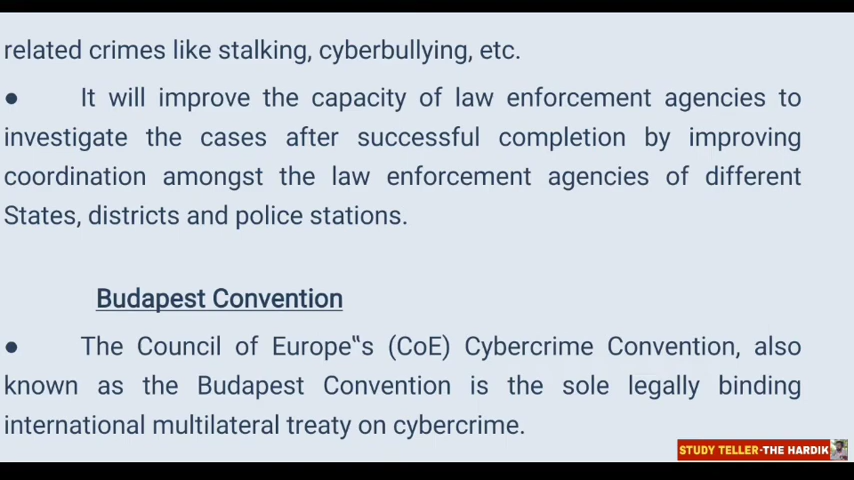 related crimes like stalking, cyberbullying, etc.
● It will improve the capacity of law enforcement agencies to
investigate the cases after successful completion by improving
coordination amongst the law enforcement agencies of different
States, districts and police stations.
Budapest Convention
● The Council of Europe‟s (CoE) Cybercrime Convention, also
known as the Budapest Convention is the sole legally binding
international multilateral treaty on cybercrime.
STUDY TELLER-THE HARDIK